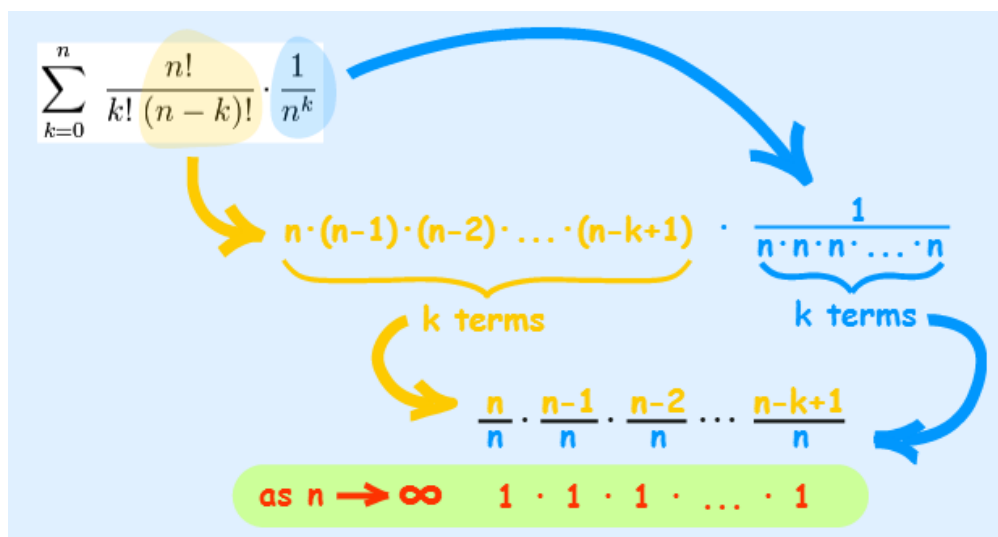 n
∑ n!/(k! (n − k)!) · 1/n^k
k=0
n·(n-1)·(n-2)·...·(n-k+1) · 1/(n·n·n·...·n)
k terms k terms
n/n · n-1/n · n-2/n ... n-k+1/n
as n → ∞ 1 · 1 · 1 · ... · 1